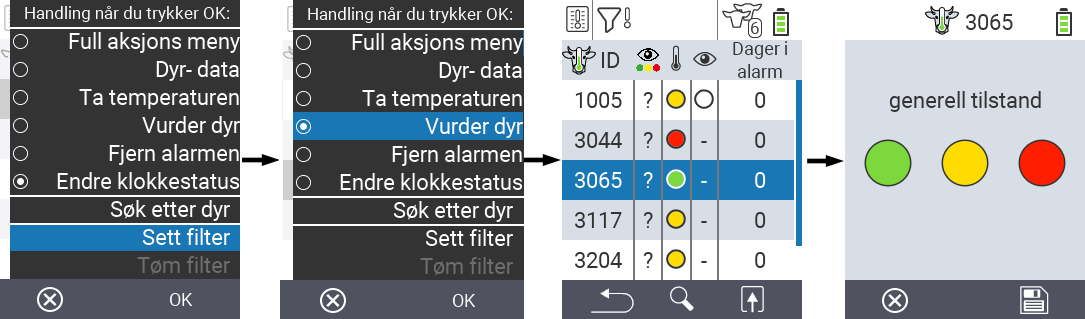 Handling når du trykker OK:
Full aksjons meny
Dyr- data
Ta temperaturen
Vurder dyr
Fjern alarmen
Endre klokkestatus
Søk etter dyr
Sett filter
Tøm filter
OK
Handling når du trykker OK:
Full aksjons meny
Dyr- data
Ta temperaturen
Vurder dyr
Fjern alarmen
Endre klokkestatus
Søk etter dyr
Sett filter
Tøm filter
OK
6
ID Dager i alarm
1005 ? 0
3044 ? - 0
3065 ? - 0
3117 ? - 0
3204 ? - 0
3065
generell tilstand